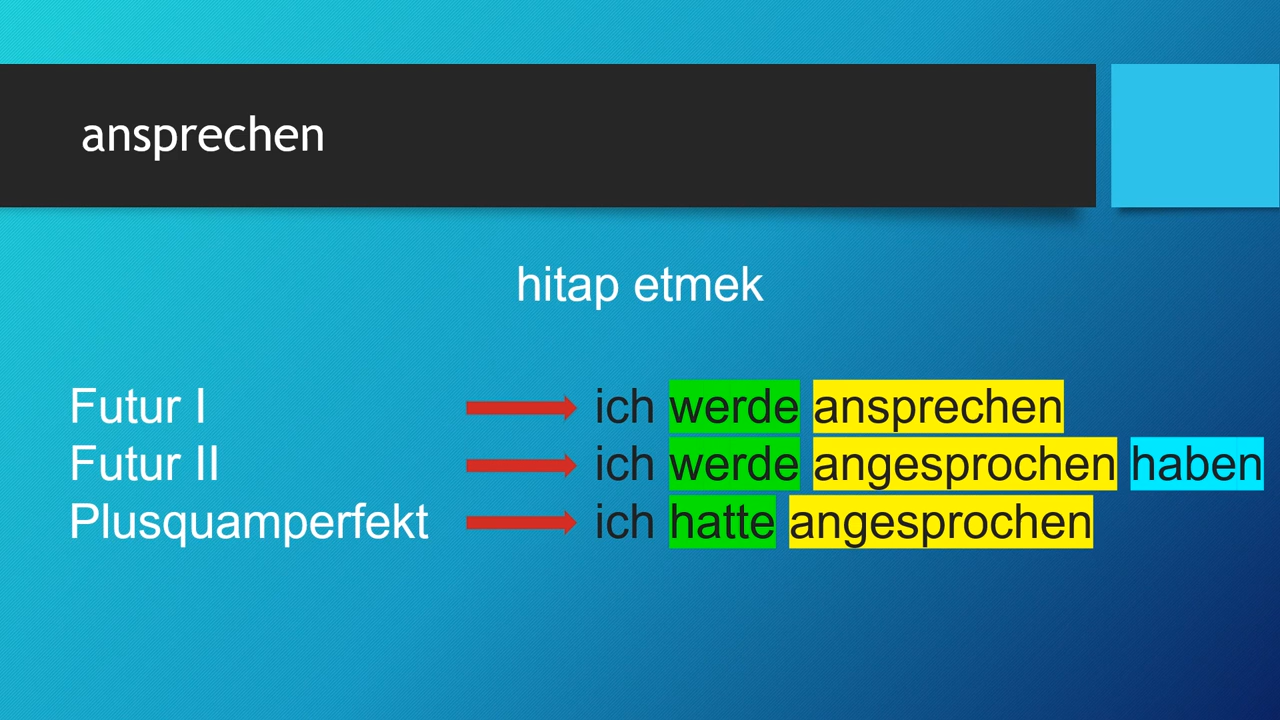 ansprechen
hitap etmek
Futur I ich werde ansprechen
Futur II ich werde angesprochen haben
Plusquamperfekt ich hatte angesprochen